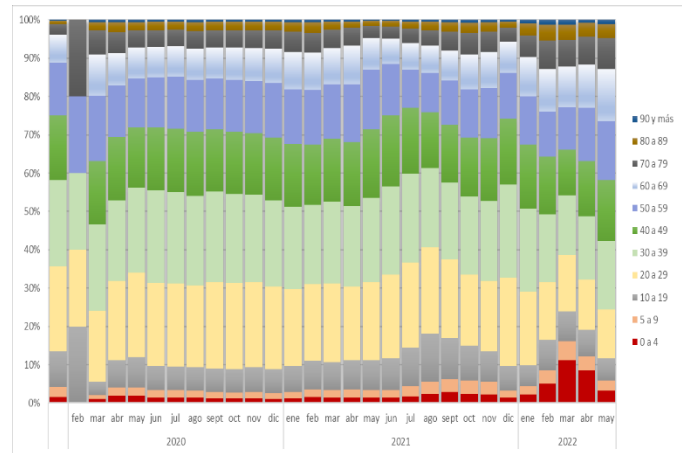 100%
90%
80%
70%
60%
50%
40%
30%
20%
10%
0%
feb mar abr may jun jul ago sept oct nov dic ene feb mar abr may jun jul ago sept oct nov dic ene feb mar abr may
2020 2021 2022
90 y más
80 a 89
70 a 79
60 a 69
50 a 59
40 a 49
30 a 39
20 a 29
10 a 19
5 a 9
0 a 4